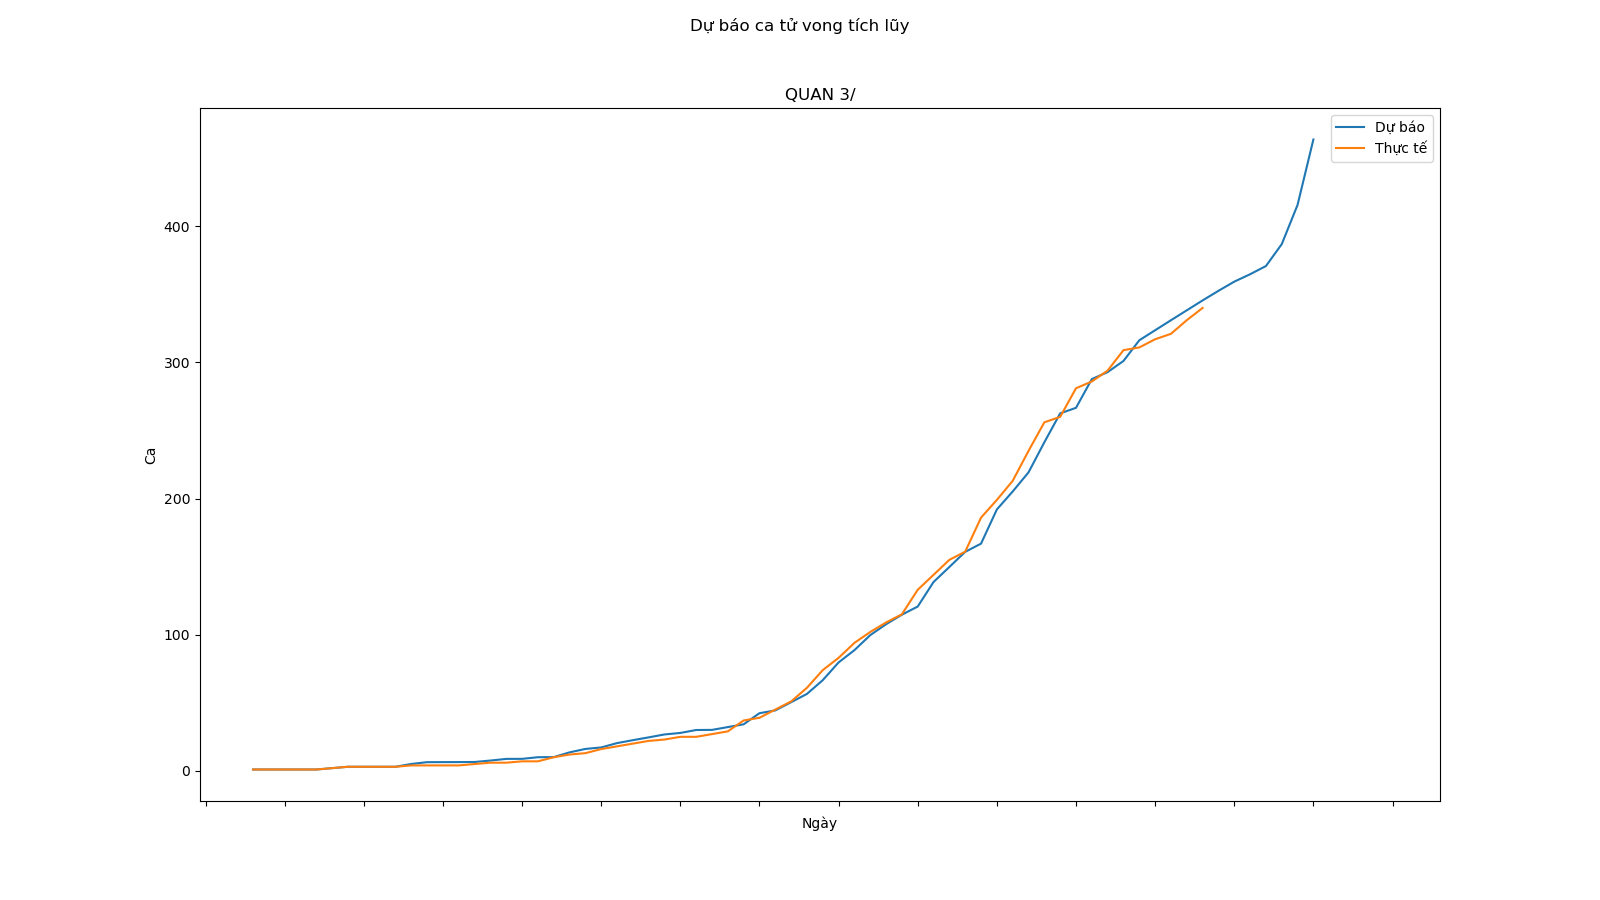 Dự báo ca tử vong tích lũy
QUAN 3/
Dự báo
Thực tế
400
300
200
100
0
Ca
Ngày